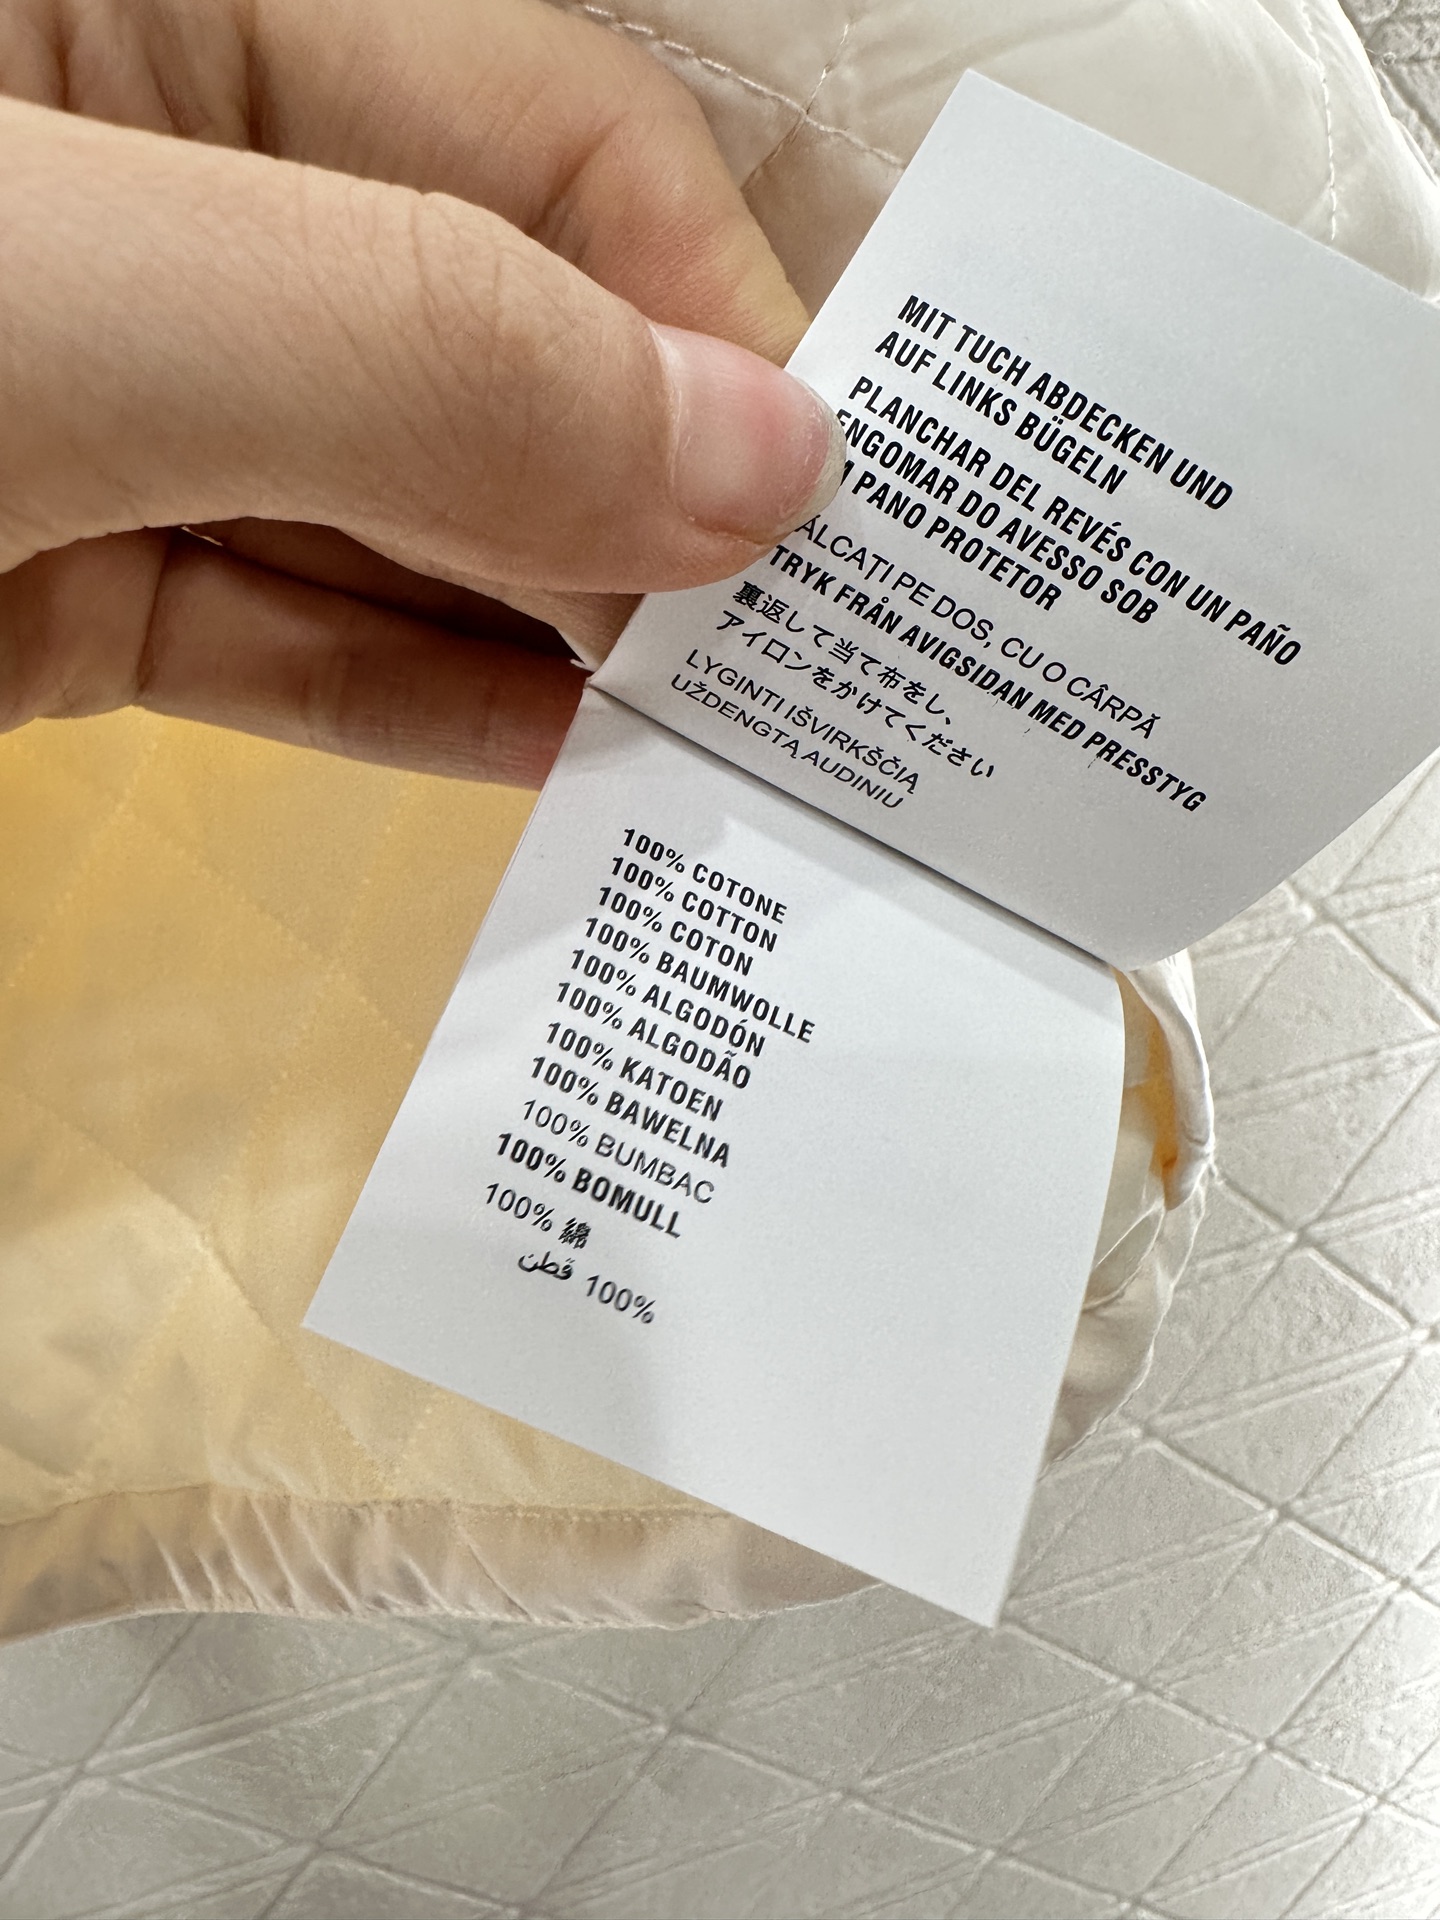 MIT TUCH ABDECKEN UND
AUF LINKS BÜGELN
PLANCHAR DEL REVÉS CON UN PAÑO
ENGOMAR DO AVESSO SOB
PANO PROTETOR
ĂLCAȚI PE DOS, CU O CÂRPĂ
TRYK FRÅN AVIGSIDAN MED PRESSTYG
裏返して当て布をし、
アイロンをかけてください
LYGINTI IŠVIRKŠČIĄ
UŽDENGTĄ AUDINIU
100% COTONE
100% COTTON
100% COTON
100% BAUMWOLLE
100% ALGODÓN
100% ALGODÃO
100% KATOEN
100% BAWELNA
100% BUMBAC
100% BOMULL
100% 綿
قطن 100%